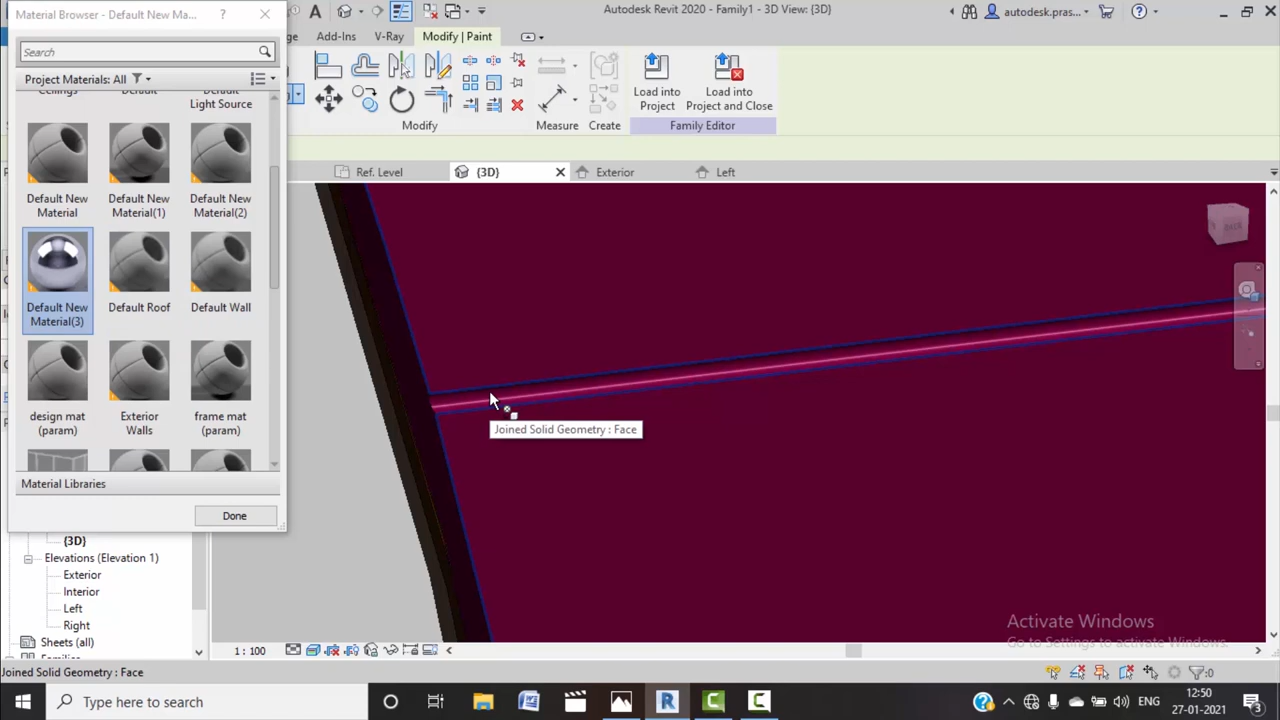 Material Browser - Default New Ma...
?
A
Autodesk Revit 2020 - Family1 - 3D View: {3D}
autodesk.pras...
Add-Ins
V-Ray
Modify | Paint
Search
Project Materials: All
Load into
Project
Load into
Project and Close
Modify
Measure
Create
Family Editor
Default
Default
Light Source
Ref. Level
{3D}
Exterior
Left
Default New
Material
Default New
Material(1)
Default New
Material(2)
Default New
Material(3)
Default Roof
Default Wall
design mat
(param)
Exterior
Walls
frame mat
(param)
Material Libraries
Done
BACK
Joined Solid Geometry : Face
{3D}
Elevations (Elevation 1)
Exterior
Interior
Left
Right
Sheets (all)
1 : 100
Activate Windows
Go to Settings to activate Windows.
Joined Solid Geometry : Face
:0
Type here to search
ENG
12:50
27-01-2021
3